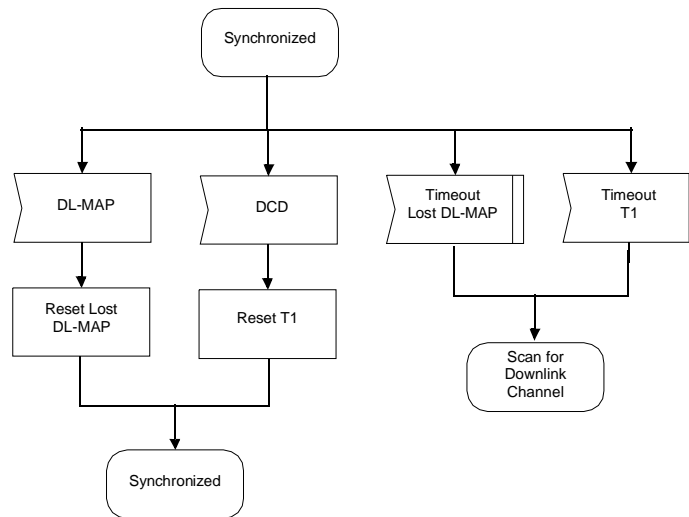 Synchronized
DL-MAP
DCD
Timeout
Lost DL-MAP
Timeout
T1
Reset Lost
DL-MAP
Reset T1
Scan for
Downlink
Channel
Synchronized